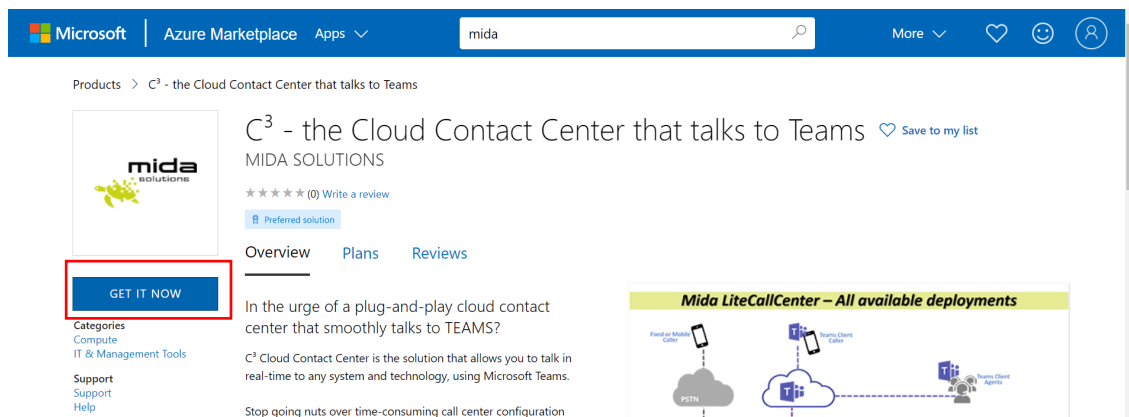 Microsoft Azure Marketplace Apps mida More
Products > C³ - the Cloud Contact Center that talks to Teams
mida
solutions
C³ - the Cloud Contact Center that talks to Teams Save to my list
MIDA SOLUTIONS
(0) Write a review
Preferred solution
Overview Plans Reviews
GET IT NOW
Categories
Compute
IT & Management Tools
Support
Support
Help
In the urge of a plug-and-play cloud contact
center that smoothly talks to TEAMS?
C³ Cloud Contact Center is the solution that allows you to talk in
real-time to any system and technology, using Microsoft Teams.
Stop going nuts over time-consuming call center configuration
Mida LiteCallCenter – All available deployments
Fixed or Mobile
Caller
Teams Client
Caller
Teams Client
Agents
PSTN